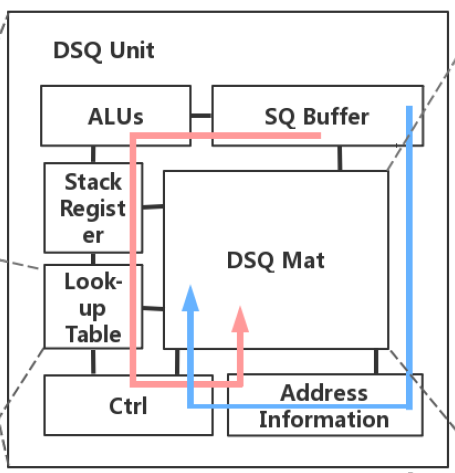 DSQ Unit
ALUs
SQ Buffer
Stack
Regist
er
DSQ Mat
Look-
up
Table
Ctrl
Address
Information